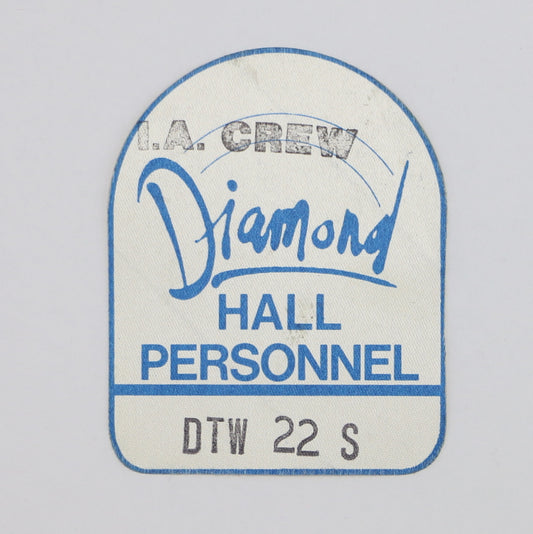 I.A. CREW
Diamond
HALL
PERSONNEL
DTW 22 S